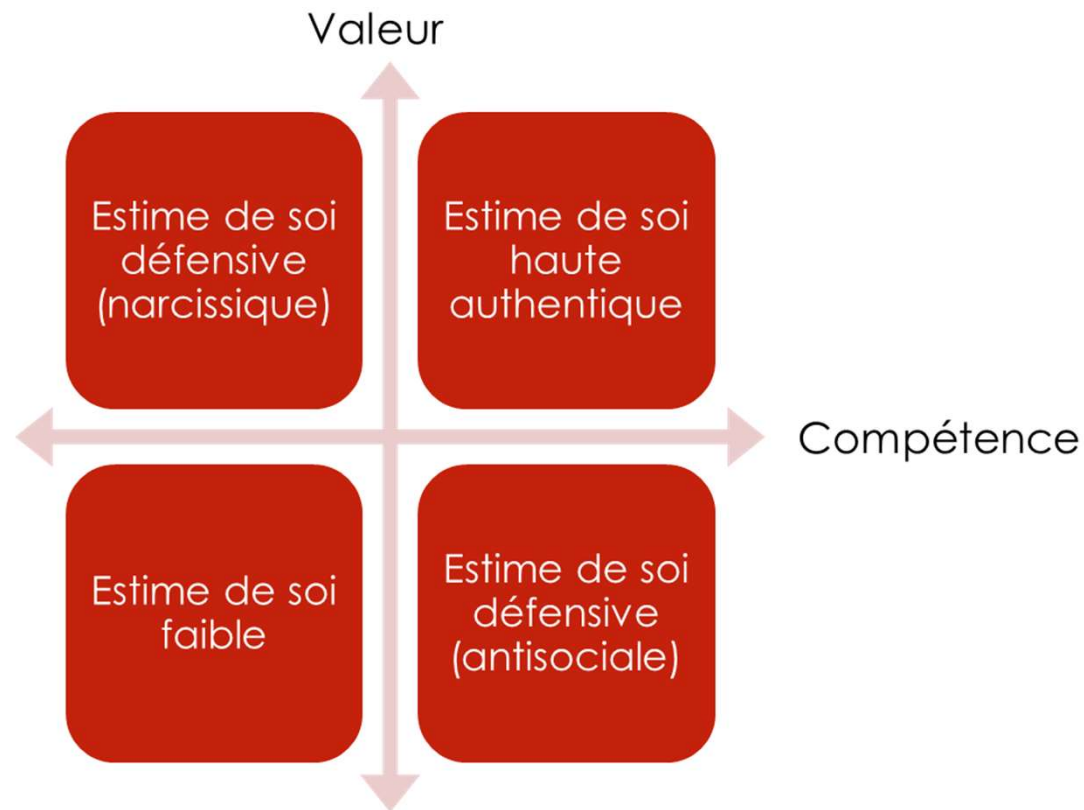 Valeur
Estime de soi
défensive
(narcissique)
Estime de soi
haute
authentique
Compétence
Estime de soi
faible
Estime de soi
défensive
(antisociale)